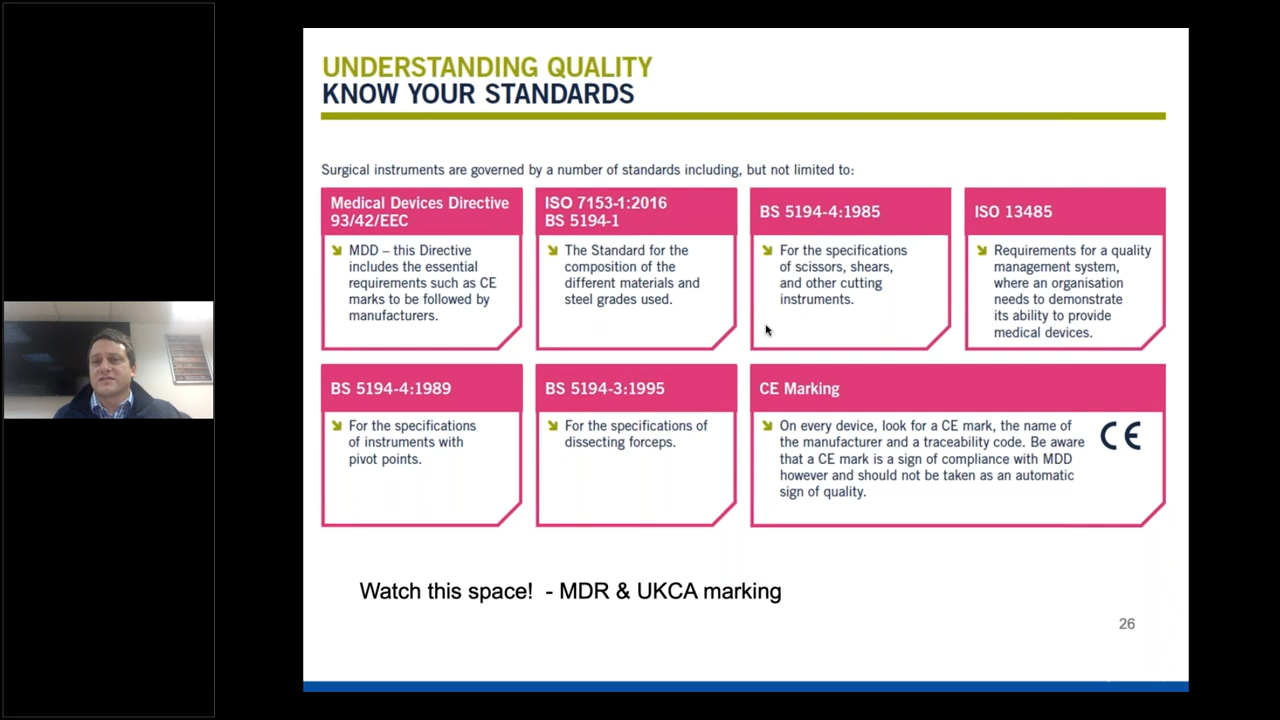 UNDERSTANDING QUALITY
KNOW YOUR STANDARDS
Surgical instruments are governed by a number of standards including, but not limited to:
Medical Devices Directive
93/42/EEC
MDD – this Directive
includes the essential
requirements such as CE
marks to be followed by
manufacturers.
ISO 7153-1:2016
BS 5194-1
The Standard for the
composition of the
different materials and
steel grades used.
BS 5194-4:1985
For the specifications
of scissors, shears,
and other cutting
instruments.
ISO 13485
Requirements for a quality
management system,
where an organisation
needs to demonstrate
its ability to provide
medical devices.
BS 5194-4:1989
For the specifications
of instruments with
pivot points.
BS 5194-3:1995
For the specifications of
dissecting forceps.
CE Marking
On every device, look for a CE mark, the name of
the manufacturer and a traceability code. Be aware
that a CE mark is a sign of compliance with MDD
however and should not be taken as an automatic
sign of quality.
CE
Watch this space! - MDR & UKCA marking
26